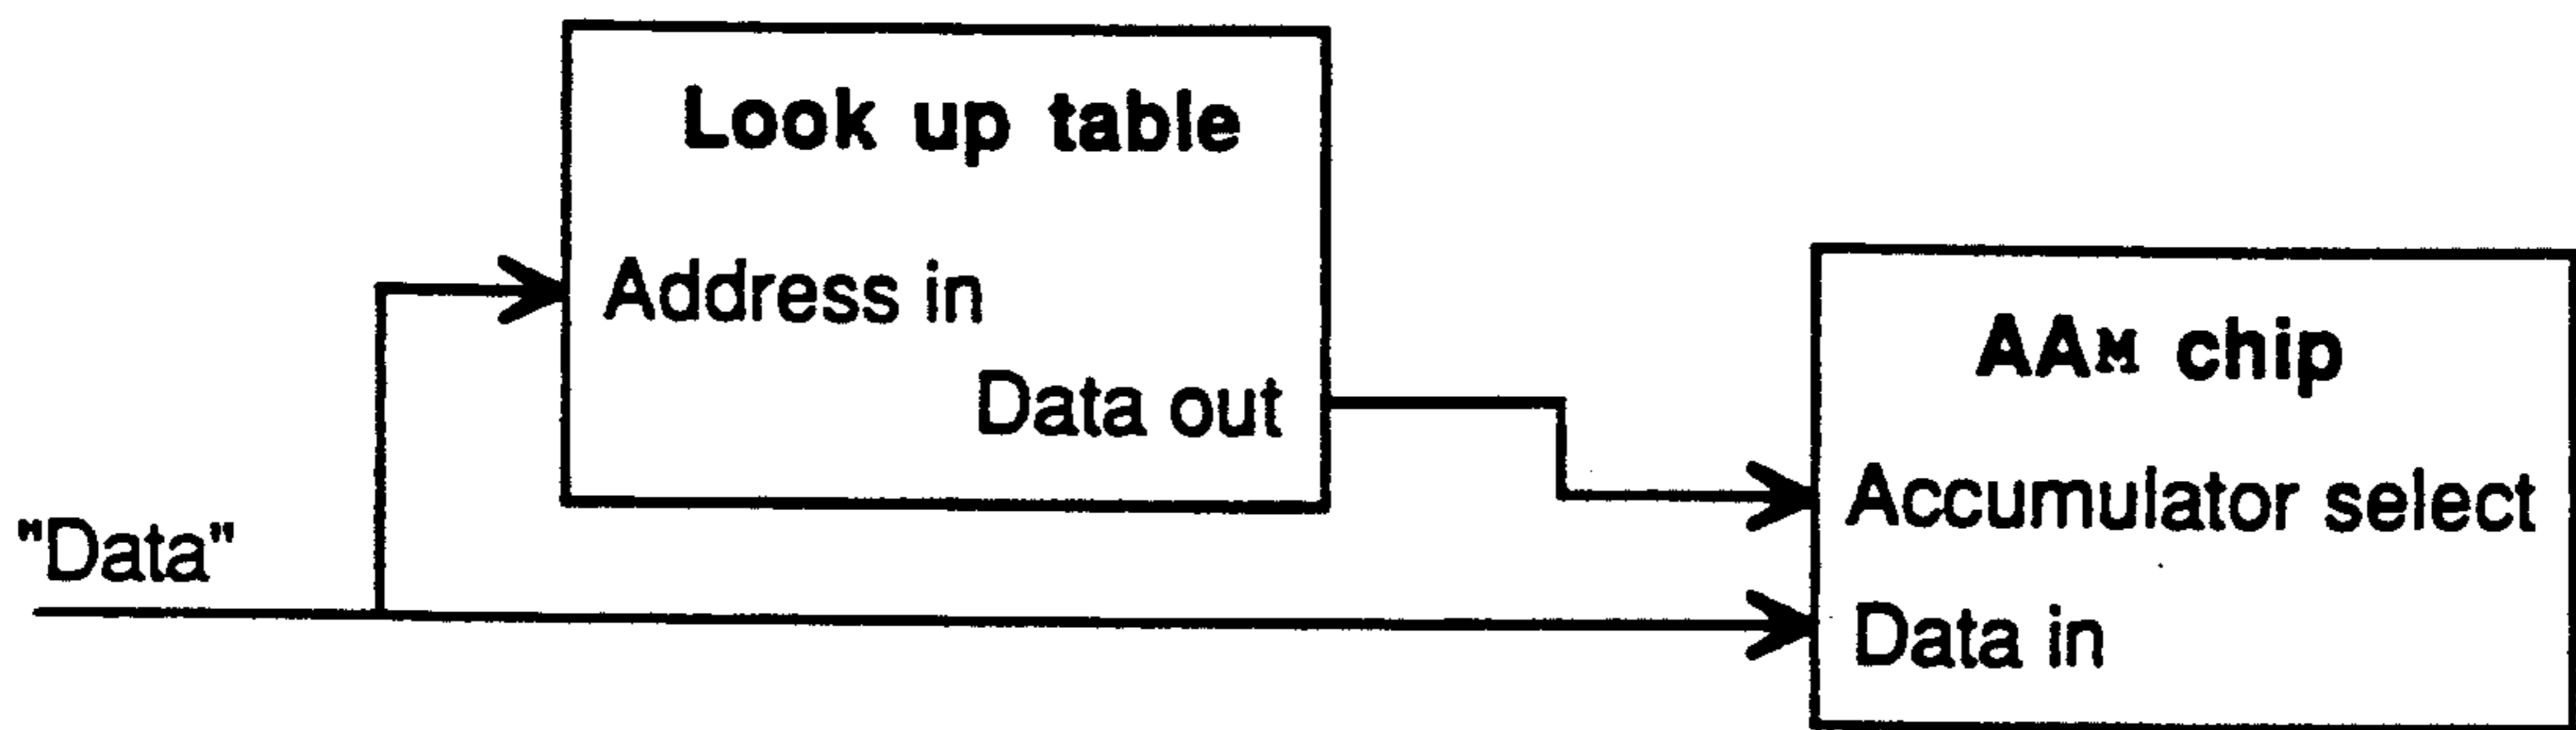 Look up table
Address in
Data out
"Data"
AAM chip
Accumulator select
Data in